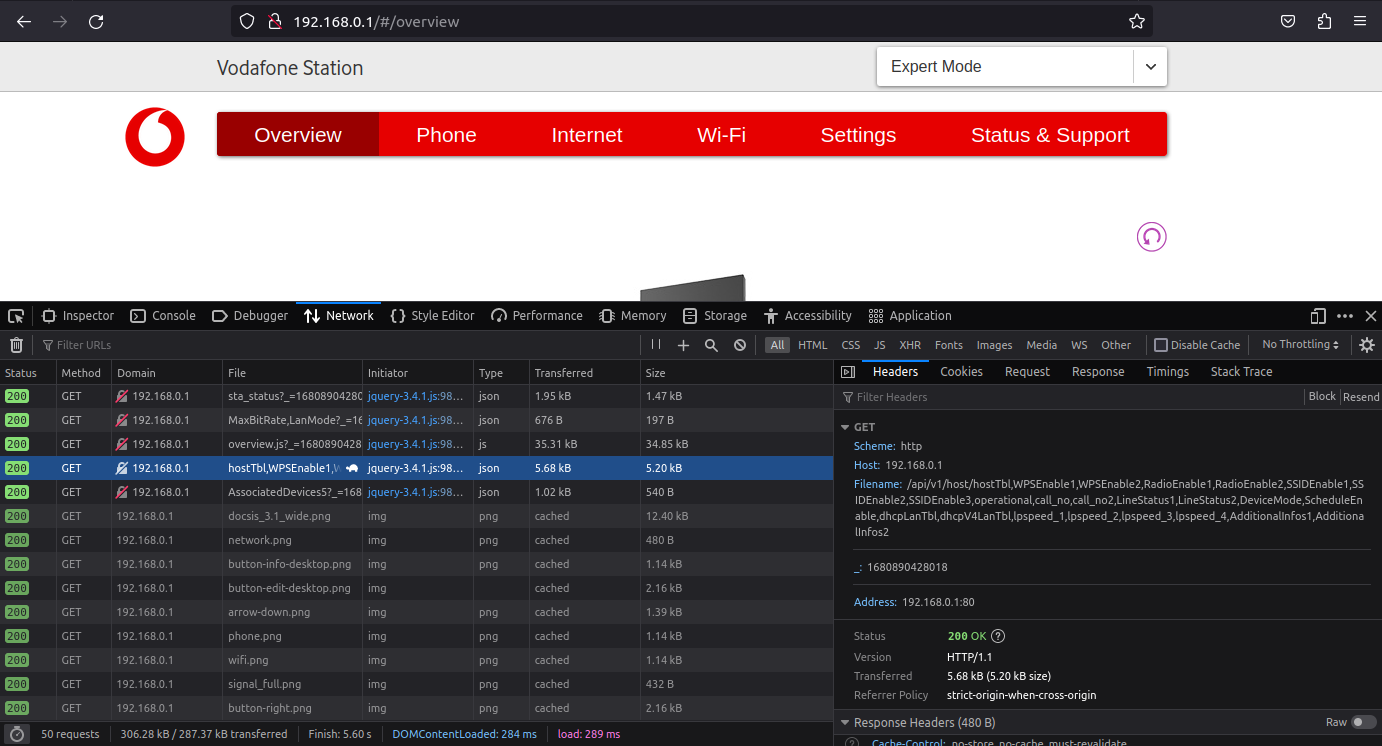 192.168.0.1/#/overview
Vodafone Station
Expert Mode
Overview Phone Internet Wi-Fi Settings Status & Support
Inspector Console Debugger Network Style Editor Performance Memory Storage Accessibility Application
Filter URLs All HTML CSS JS XHR Fonts Images Media WS Other Disable Cache No Throttling
Status Method Domain File Initiator Type Transferred Size
200 GET 192.168.0.1 sta_status?_=16808904280 jquery-3.4.1.js:98... json 1.95 kB 1.47 kB
200 GET 192.168.0.1 MaxBitRate,LanMode?_=1 jquery-3.4.1.js:98... json 676 B 197 B
200 GET 192.168.0.1 overview.js?_=1680890428 jquery-3.4.1.js:98... js 35.31 kB 34.85 kB
200 GET 192.168.0.1 hostTbl,WPSEnable1, jquery-3.4.1.js:98... json 5.68 kB 5.20 kB
200 GET 192.168.0.1 AssociatedDevices5?_=168 jquery-3.4.1.js:98... json 1.02 kB 540 B
200 GET 192.168.0.1 docsis_3.1_wide.png img png cached 12.40 kB
200 GET 192.168.0.1 network.png img png cached 480 B
200 GET 192.168.0.1 button-info-desktop.png img png cached 1.14 kB
200 GET 192.168.0.1 button-edit-desktop.png img cached 2.16 kB
200 GET 192.168.0.1 arrow-down.png img png cached 1.39 kB
200 GET 192.168.0.1 phone.png img png cached 1.14 kB
200 GET 192.168.0.1 wifi.png img png cached 1.14 kB
200 GET 192.168.0.1 signal_full.png img png cached 432 B
200 GET 192.168.0.1 button-right.png img png cached 2.16 kB
50 requests 306.28 kB / 287.37 kB transferred Finish: 5.60 s DOMContentLoaded: 284 ms load: 289 ms
Headers Cookies Request Response Timings Stack Trace
Filter Headers Block Resend
GET
Scheme: http
Host: 192.168.0.1
Filename: /api/v1/host/hostTbl,WPSEnable1,WPSEnable2,RadioEnable1,RadioEnable2,SSIDEnable1,S
SIDEnable2,SSIDEnable3,operational,call_no,call_no2,LineStatus1,LineStatus2,DeviceMode,ScheduleEn
able,dhcpLanTbl,dhcpV4LanTbl,lpspeed_1,lpspeed_2,lpspeed_3,lpspeed_4,AdditionalInfos1,Additiona
lInfos2
_: 1680890428018
Address: 192.168.0.1:80
Status 200 OK ?
Version HTTP/1.1
Transferred 5.68 kB (5.20 kB size)
Referrer Policy strict-origin-when-cross-origin
Response Headers (480 B) Raw
? Cache-Control: no-store, no-cache, must-revalidate